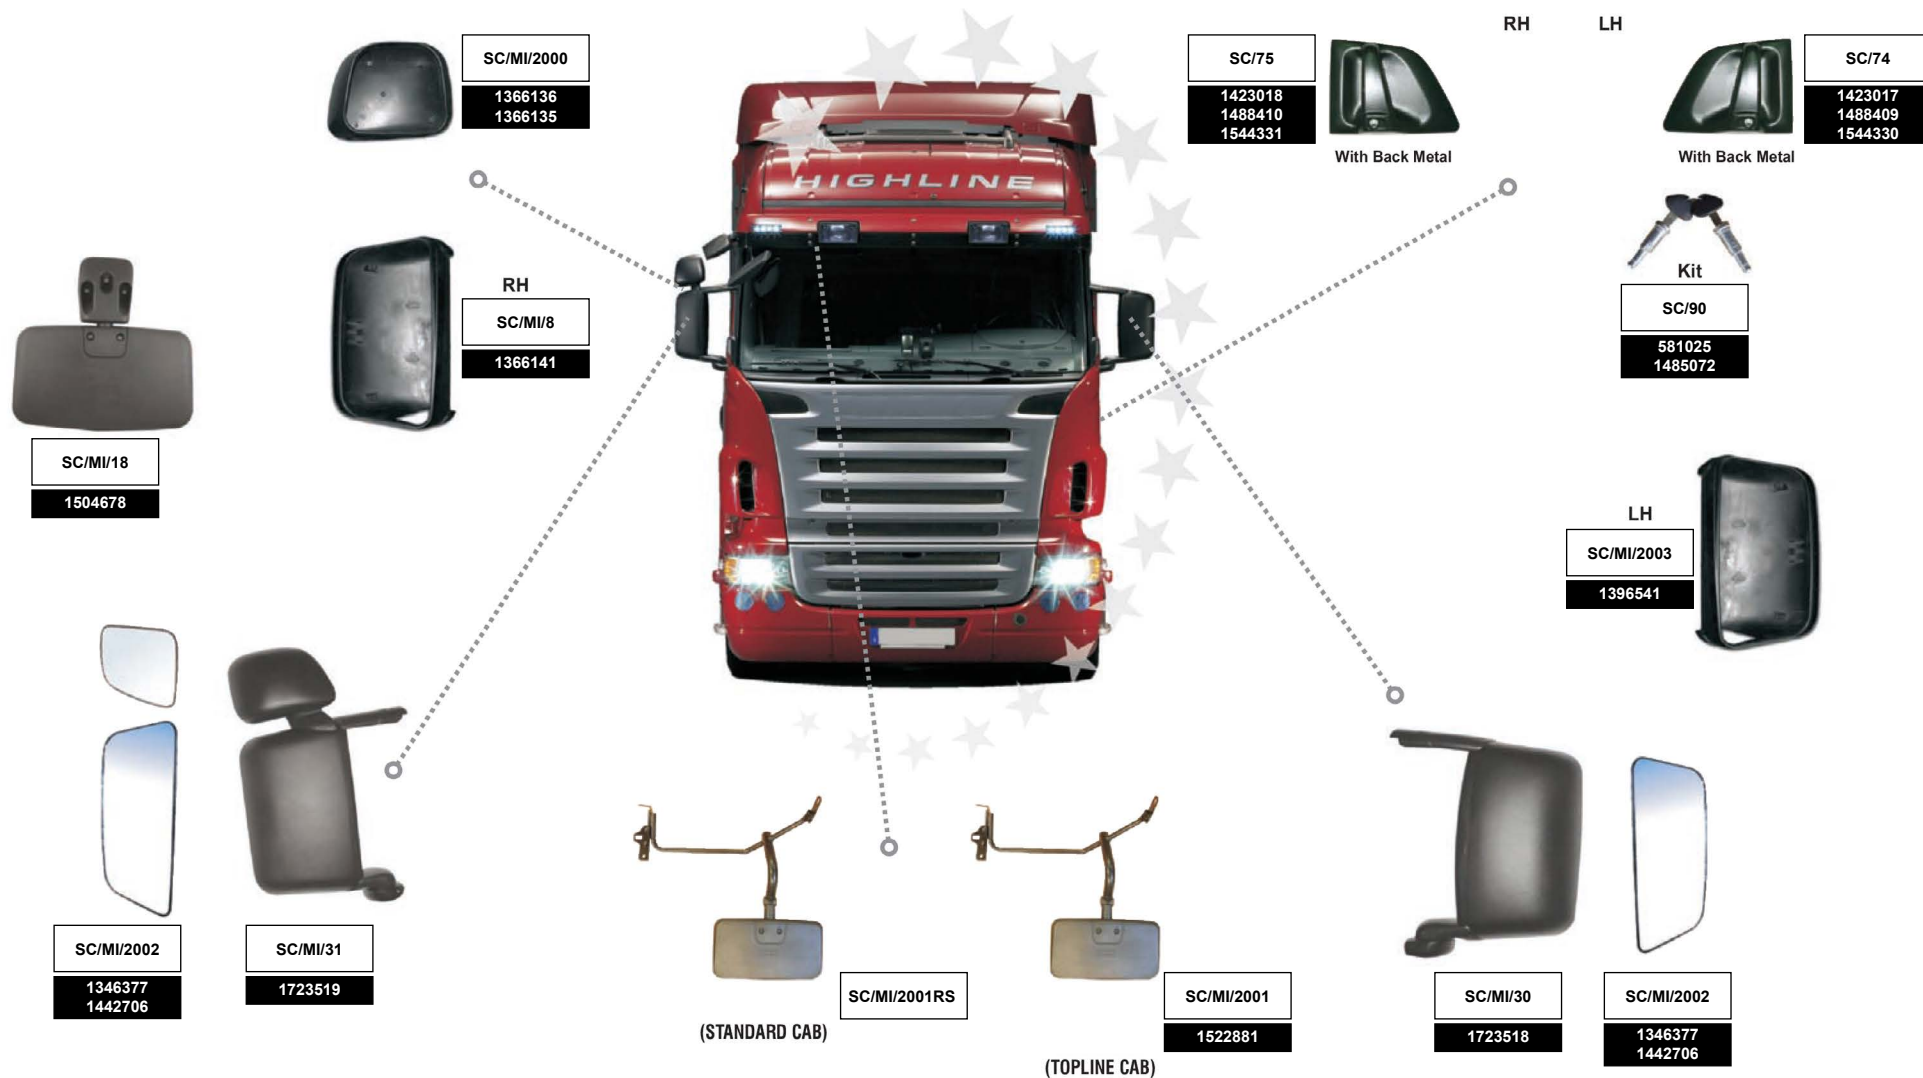 RH
LH
SC/MI/2000
1366136
1366135
SC/75
1423018
1488410
1544331
With Back Metal
SC/74
1423017
1488409
1544330
With Back Metal
HIGHLINE
Kit
SC/90
581025
1485072
RH
SC/MI/8
1366141
SC/MI/18
1504678
LH
SC/MI/2003
1396541
SC/MI/2002
1346377
1442706
SC/MI/31
1723519
SC/MI/2001RS
(STANDARD CAB)
SC/MI/2001
1522881
(TOPLINE CAB)
SC/MI/30
1723518
SC/MI/2002
1346377
1442706